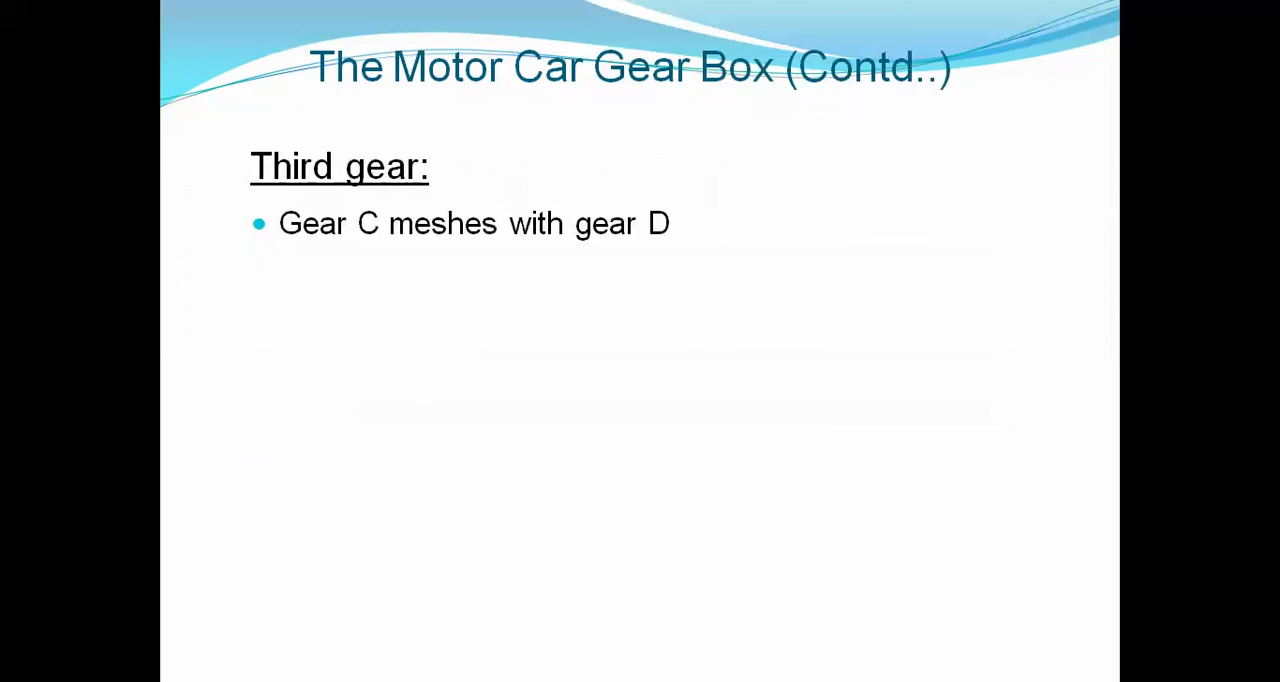 The Motor Car Gear Box (Contd..)
Third gear:
Gear C meshes with gear D